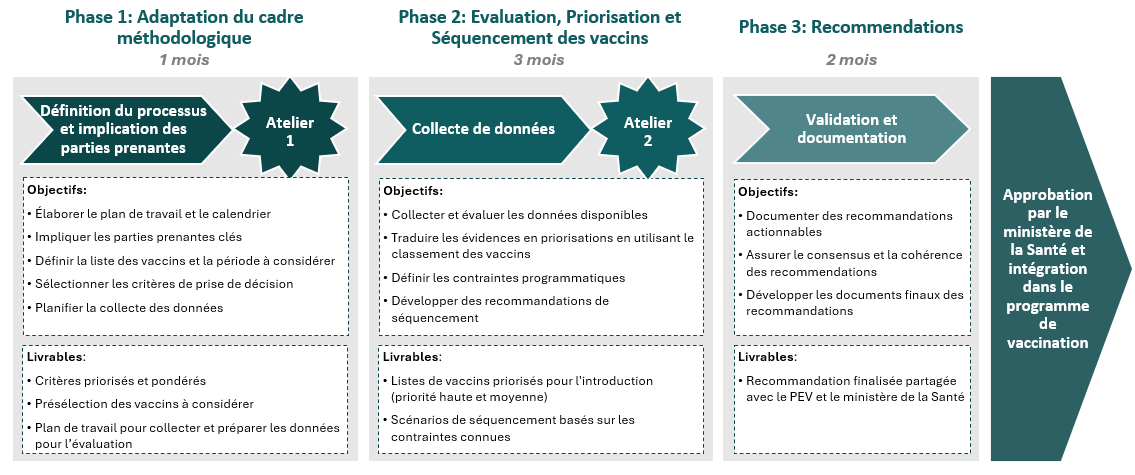 Phase 1: Adaptation du cadre
méthodologique
1 mois
Définition du processus
et implication des
parties prenantes
Atelier
1
Objectifs:
• Élaborer le plan de travail et le calendrier
• Impliquer les parties prenantes clés
• Définir la liste des vaccins et la période à considérer
• Sélectionner les critères de prise de décision
• Planifier la collecte des données
Livrables:
• Critères priorisés et pondérés
• Présélection des vaccins à considérer
• Plan de travail pour collecter et préparer les données
pour l'évaluation
Phase 2: Evaluation, Priorisation et
Séquencement des vaccins
3 mois
Collecte de données
Atelier
2
Objectifs:
• Collecter et évaluer les données disponibles
• Traduire les évidences en priorisations en utilisant le
classement des vaccins
• Définir les contraintes programmatiques
• Développer des recommandations de
séquencement
Livrables:
• Listes de vaccins priorisés pour l'introduction
(priorité haute et moyenne)
• Scénarios de séquencement basés sur les
contraintes connues
Phase 3: Recommendations
2 mois
Validation et
documentation
Objectifs:
• Documenter des recommandations
actionnables
• Assurer le consensus et la cohérence
des recommendations
• Développer les documents finaux des
recommandations
Livrables:
• Recommandation finalisée partagée
avec le PEV et le ministère de la Santé
Approbation
par le
ministère de
la Santé et
intégration
dans le
programme
de
vaccination